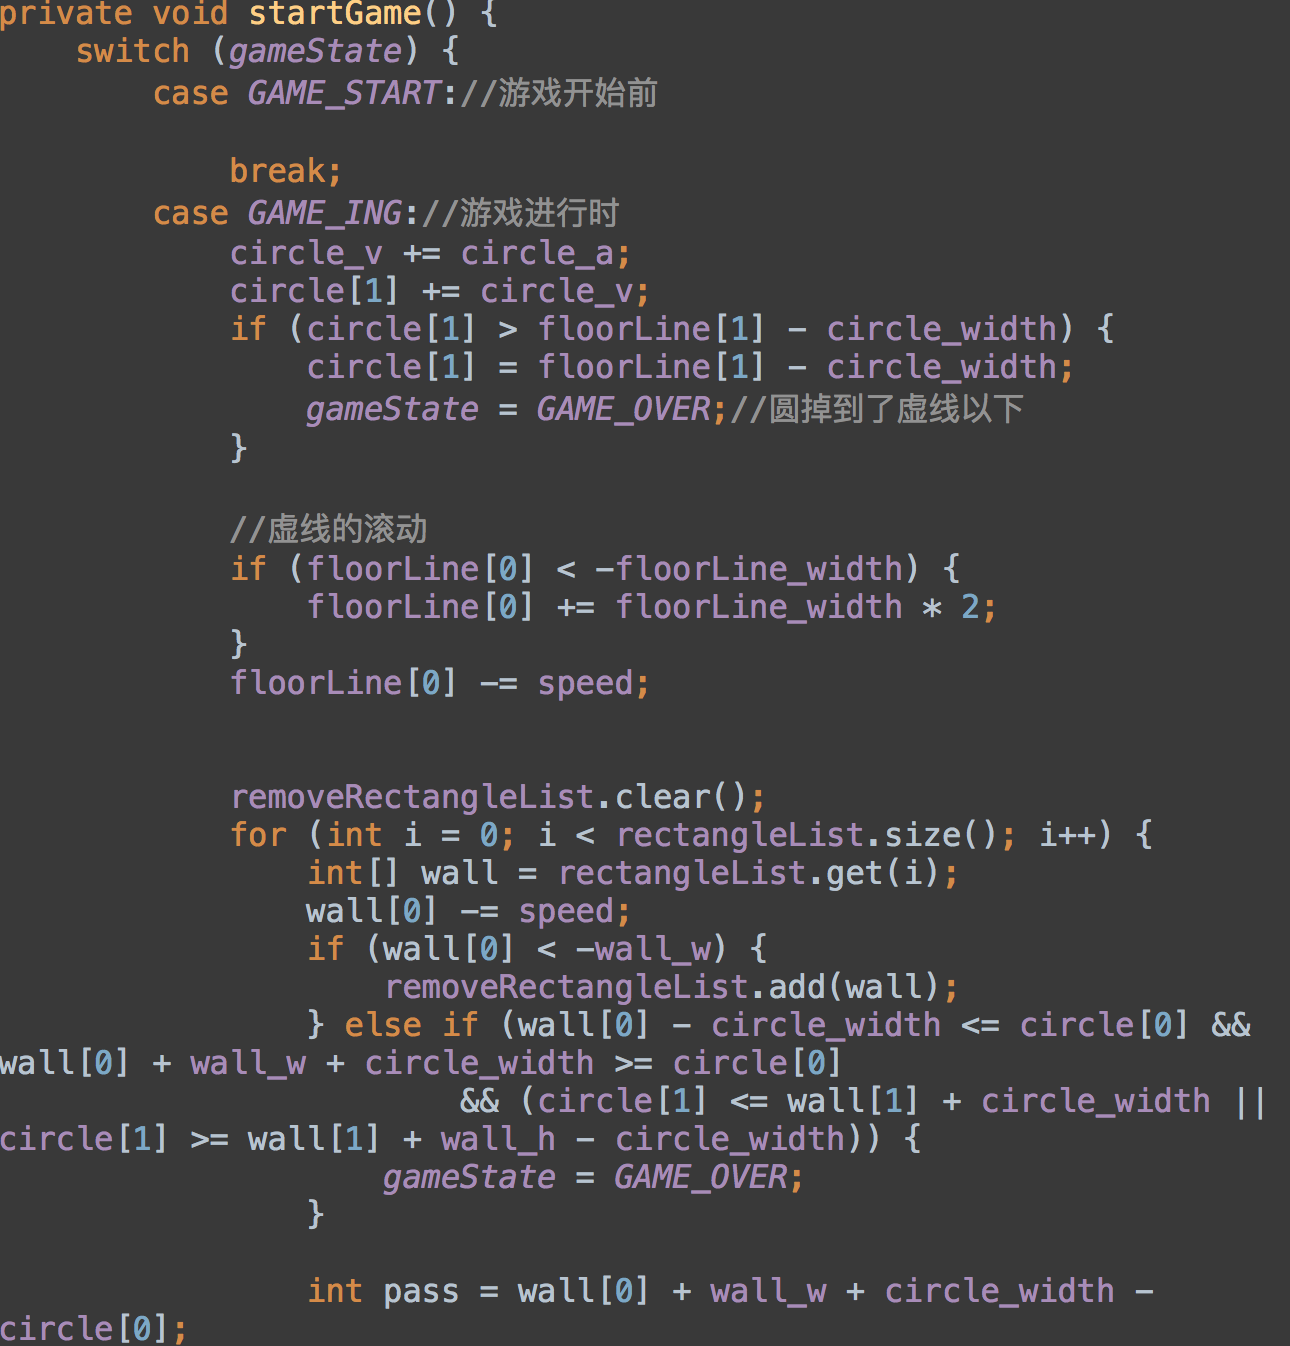 private void startGame() {
    switch (gameState) {
        case GAME_START://游戏开始前

            break;
        case GAME_ING://游戏进行时
            circle_v += circle_a;
            circle[1] += circle_v;
            if (circle[1] > floorLine[1] - circle_width) {
                circle[1] = floorLine[1] - circle_width;
                gameState = GAME_OVER;//圆掉到了虚线以下
            }

            //虚线的滚动
            if (floorLine[0] < -floorLine_width) {
                floorLine[0] += floorLine_width * 2;
            }
            floorLine[0] -= speed;


            removeRectangleList.clear();
            for (int i = 0; i < rectangleList.size(); i++) {
                int[] wall = rectangleList.get(i);
                wall[0] -= speed;
                if (wall[0] < -wall_w) {
                    removeRectangleList.add(wall);
                } else if (wall[0] - circle_width <= circle[0] &&
wall[0] + wall_w + circle_width >= circle[0]
                        && (circle[1] <= wall[1] + circle_width ||
circle[1] >= wall[1] + wall_h - circle_width)) {
                    gameState = GAME_OVER;
                }

                int pass = wall[0] + wall_w + circle_width -
circle[0];